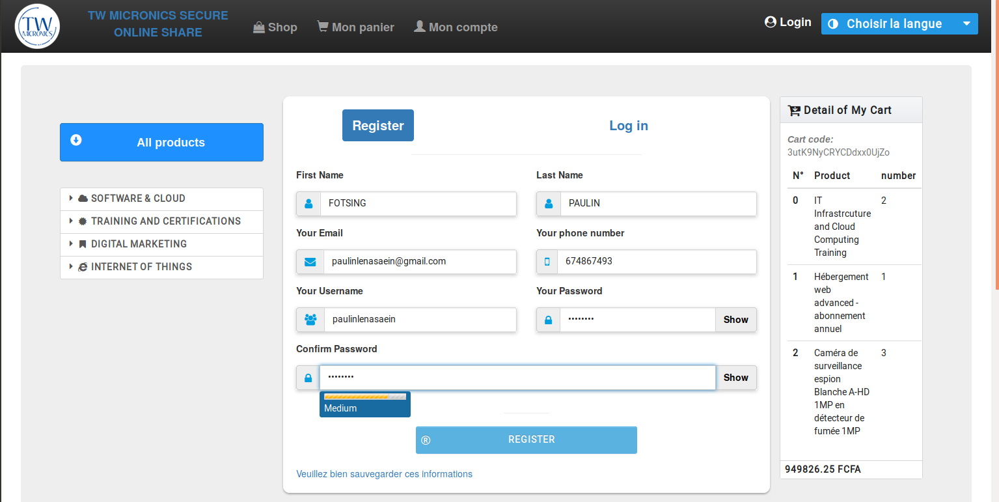 TW
MICRONICS
TW MICRONICS SECURE
ONLINE SHARE
Shop
Mon panier
Mon compte
Login
Choisir la langue
All products
SOFTWARE & CLOUD
TRAINING AND CERTIFICATIONS
DIGITAL MARKETING
INTERNET OF THINGS
Register
Log in
First Name
Last Name
FOTSING
PAULIN
Your Email
Your phone number
paulinlenasaein@gmail.com
674867493
Your Username
Your Password
paulinlenasaein
••••••••
Show
Confirm Password
••••••••
Show
Medium
® REGISTER
Veuillez bien sauvegarder ces informations
Detail of My Cart
Cart code:
3utK9NyCRYCDdxx0UjZo
N° Product number
0 IT 2
Infrastrcuture
and Cloud
Computing
Training
1 Hébergement 1
web
advanced -
abonnement
annuel
2 Caméra de 3
surveillance
espion
Blanche A-HD
1MP en
détecteur de
fumée 1MP
949826.25 FCFA